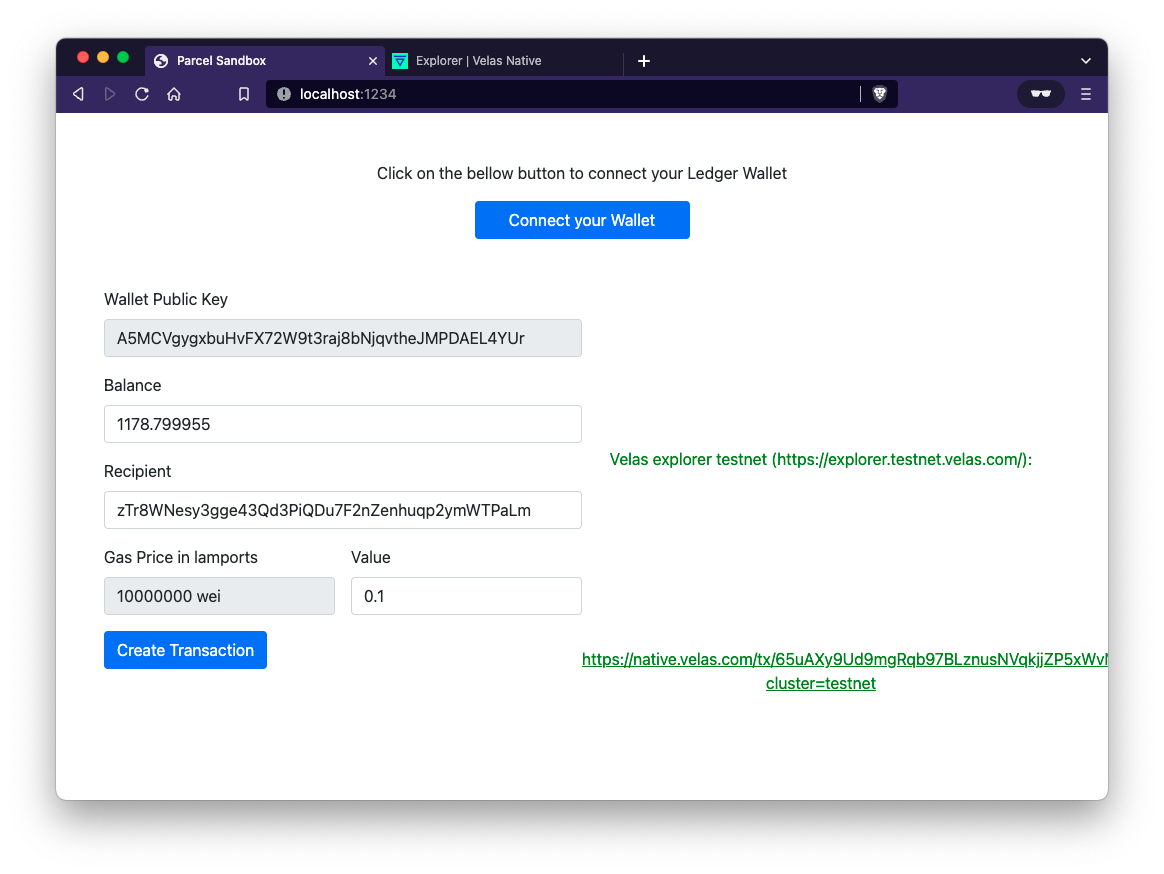 Parcel Sandbox
Explorer | Velas Native
localhost:1234
Click on the bellow button to connect your Ledger Wallet
Connect your Wallet
Wallet Public Key
A5MCVgygxbuHvFX72W9t3raj8bNjqvtheJMPDAEL4YUr
Balance
1178.799955
Velas explorer testnet (https://explorer.testnet.velas.com/):
Recipient
zTr8WNesy3gge43Qd3PiQDu7F2nZenhuqp2ymWTPaLm
Gas Price in lamports
Value
10000000 wei
0.1
Create Transaction
https://native.velas.com/tx/65uAXy9Ud9mgRqb97BLznusNVqkjjZP5xWvM
cluster=testnet